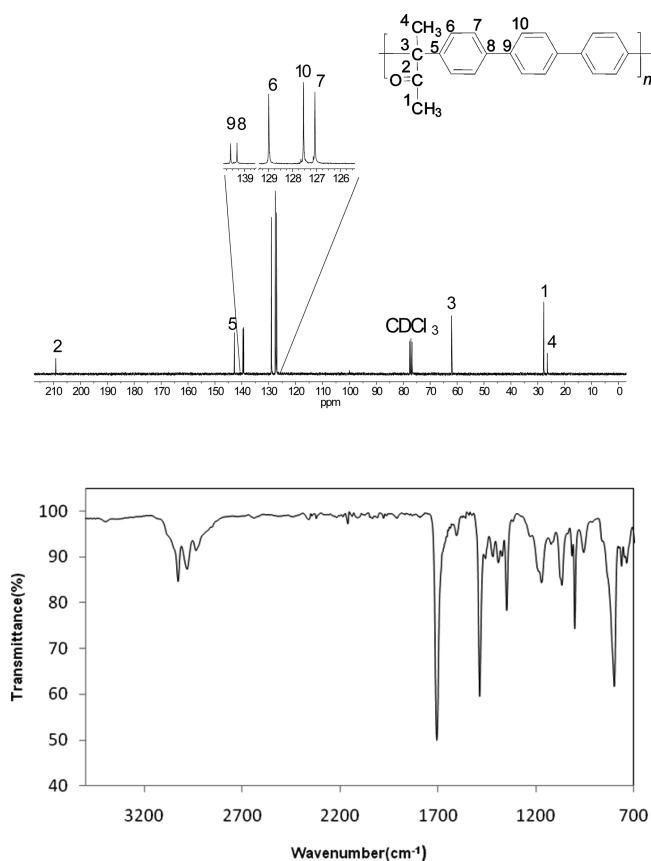 4 CH3 6 7 10
3 5 8 9
2 O
1 CH3 n
6 10 7
9 8
139 129 128 127 126
2 5 CDCl3 3 1 4
210 200 190 180 170 160 150 140 130 120 110 100 90 80 70 60 50 40 30 20 10 0
ppm
100
90
80
70
60
50
40
Transmittance(%)
3200 2700 2200 1700 1200 700
Wavenumber(cm-1)